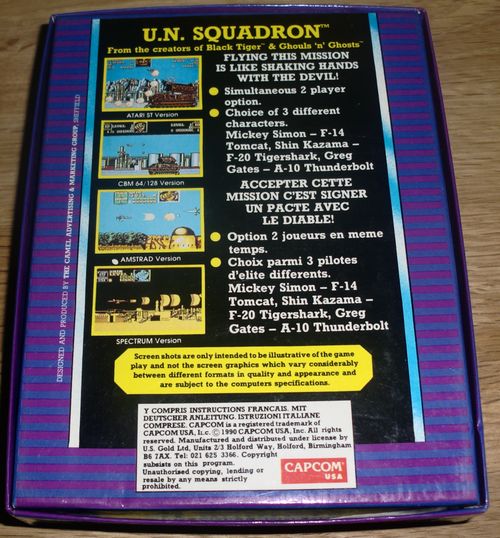 U.N. SQUADRON™
From the creators of Black Tiger™ & Ghouls 'n' Ghosts™
FLYING THIS MISSION
IS LIKE SHAKING HANDS
WITH THE DEVIL!
Simultaneous 2 player
option.
Choice of 3 different
characters.
Mickey Simon – F-14
Tomcat, Shin Kazama –
F-20 Tigershark, Greg
Gates – A-10 Thunderbolt
ACCEPTER CETTE
MISSION C'EST SIGNER
UN PACTE AVEC
LE DIABLE!
Option 2 joueurs en meme
temps.
Choix parmi 3 pilotes
d'elite differents.
Mickey Simon – F-14
Tomcat, Shin Kazama –
F-20 Tigershark, Greg
Gates – A-10 Thunderbolt
ATARI ST Version
CBM 64/128 Version
AMSTRAD Version
SPECTRUM Version
DESIGNED AND PRODUCED BY THE CAMEL ADVERTISING & MARKETING GROUP, SHEFFIELD
Screen shots are only intended to be illustrative of the game
play and not the screen graphics which vary considerably
between different formats in quality and appearance and
are subject to the computers specifications.
Y COMPRIS INSTRUCTIONS FRANCAIS. MIT
DEUTSCHER ANLEITUNG. ISTRUZIONI ITALIANE
COMPRESE. CAPCOM is a registered trademark of
CAPCOM USA, Inc. © 1990 CAPCOM USA, Inc. All rights
reserved. Manufactured and distributed under license by
U.S. Gold Ltd, Units 2/3 Holford Way, Holford, Birmingham
B6 7AX. Tel: 021 625 3366. Copyright
subsists on this program.
Unauthorised copying, lending or
resale by any means strictly
prohibited.
CAPCOM™
USA